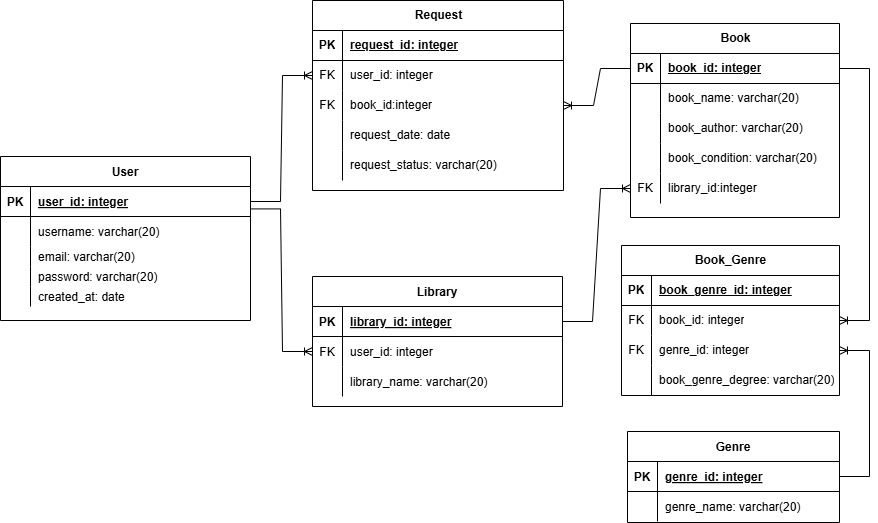 Request
PK request_id: integer
FK user_id: integer
FK book_id:integer
request_date: date
request_status: varchar(20)
Book
PK book_id: integer
book_name: varchar(20)
book_author: varchar(20)
book_condition: varchar(20)
FK library_id:integer
User
PK user_id: integer
username: varchar(20)
email: varchar(20)
password: varchar(20)
created_at: date
Library
PK library_id: integer
FK user_id: integer
library_name: varchar(20)
Book_Genre
PK book_genre_id: integer
FK book_id: integer
FK genre_id: integer
book_genre_degree: varchar(20)
Genre
PK genre_id: integer
genre_name: varchar(20)